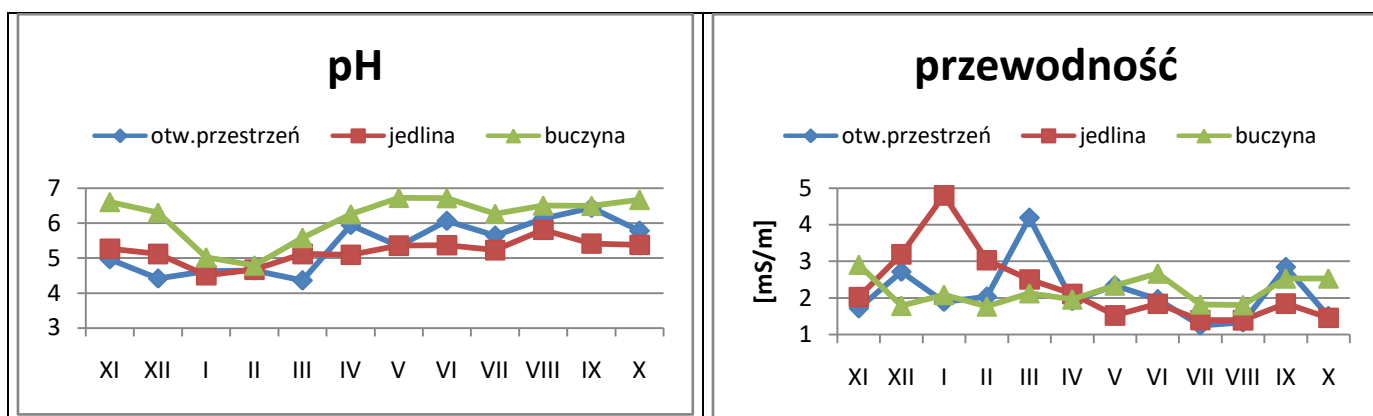 pH
otw.przestrzeń jedlina buczyna
7
6
5
4
3
XI XII I II III IV V VI VII VIII IX X
przewodność
otw.przestrzeń jedlina buczyna
[mS/m]
5
4
3
2
1
XI XII I II III IV V VI VII VIII IX X